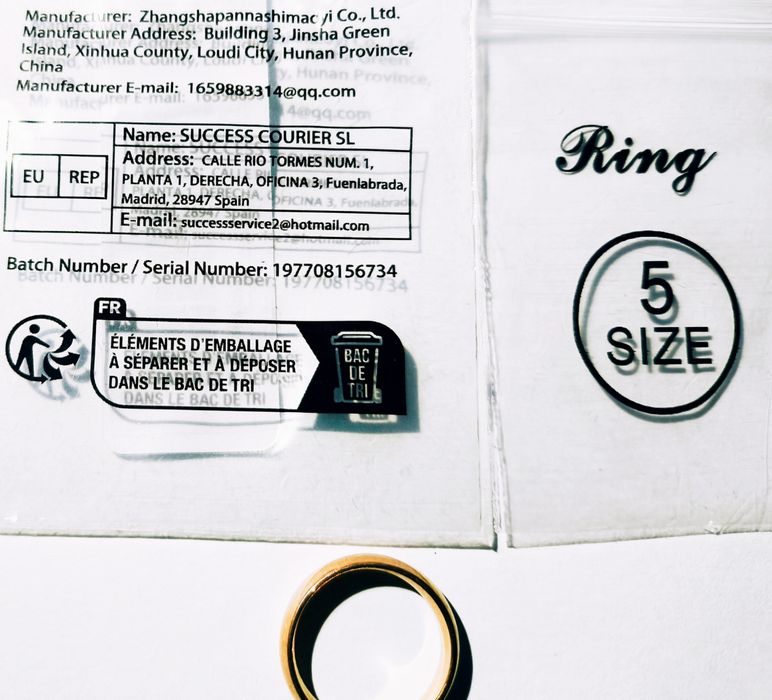 Manufacturer: Zhangshapannashimao yi Co., Ltd.
Manufacturer Address: Building 3, Jinsha Green
Island, Xinhua County, Loudi City, Hunan Province,
China
Manufacturer E-mail: 1659883314@qq.com
EU REP
Name: SUCCESS COURIER SL
Address: CALLE RIO TORMES NUM. 1,
PLANTA 1, DERECHA, OFICINA 3, Fuenlabrada,
Madrid, 28947 Spain
E-mail: successservice2@hotmail.com
Batch Number / Serial Number: 197708156734
FR
ÉLÉMENTS D'EMBALLAGE
À SÉPARER ET À DÉPOSER
DANS LE BAC DE TRI
BAC
DE
TRI
Ring
5
SIZE